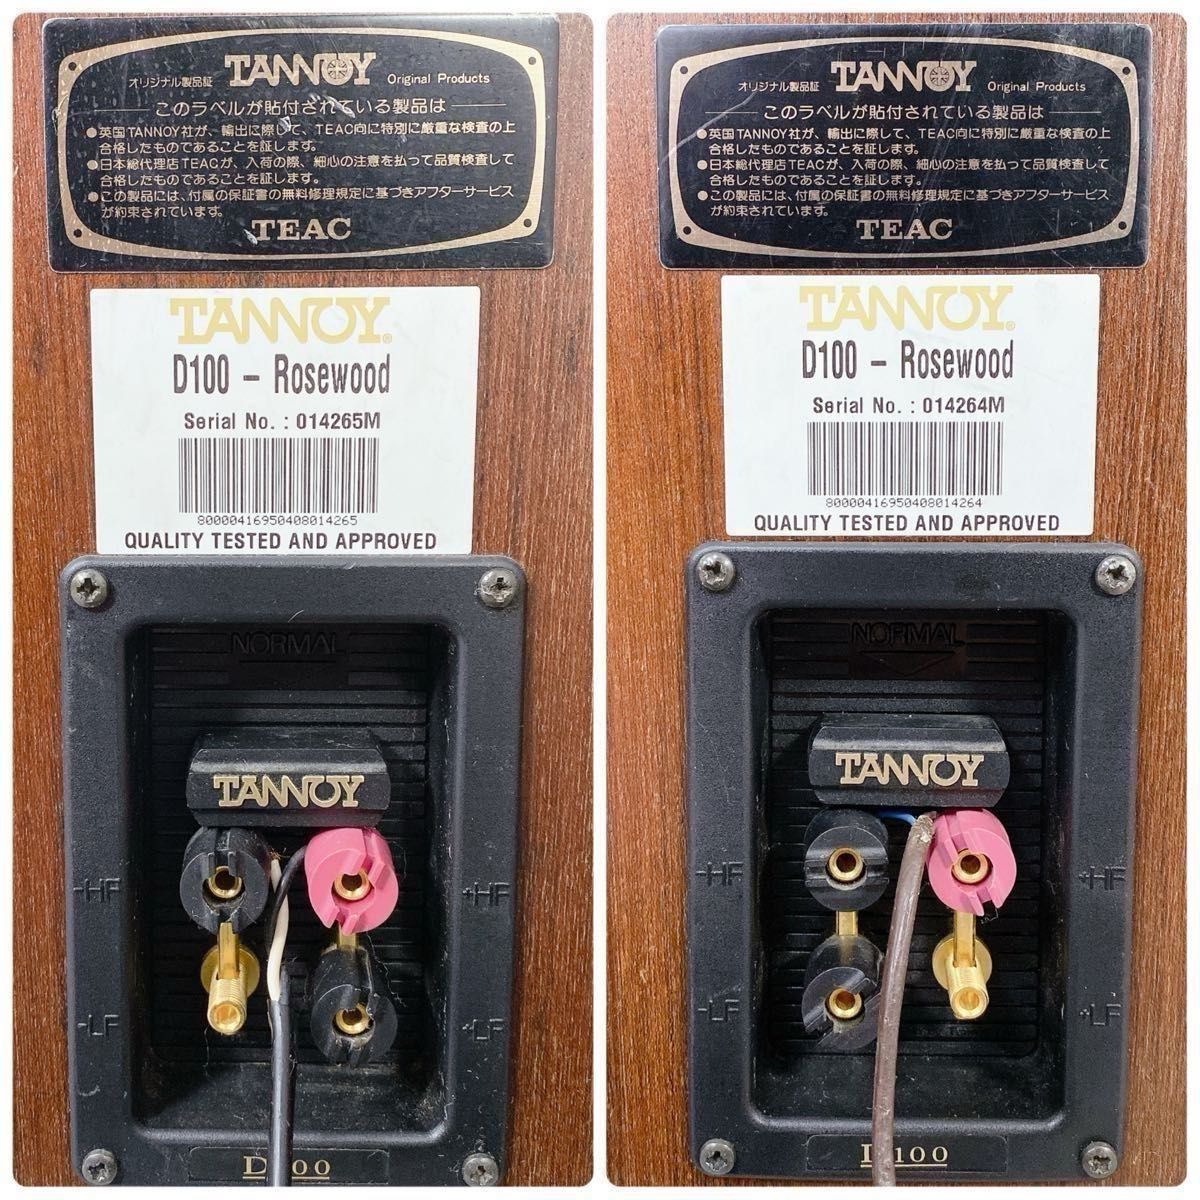 オリジナル製品証 TANNOY Original Products
このラベルが貼付されている製品は
●英国TANNOY社が、輸出に際して、TEAC向に特別に厳重な検査の上
合格したものであることを証します。
●日本総代理店TEACが、入荷の際、細心の注意を払って品質検査して
合格したものであることを証します。
●この製品には、付属の保証書の無料修理規定に基づきアフターサービス
が約束されています。
TEAC
TANNOY®
D100 - Rosewood
Serial No. : 014265M
80000416950408014265
QUALITY TESTED AND APPROVED
NORMAL
TANNOY
-HF +HF
-LF +LF
D100
オリジナル製品証 TANNOY Original Products
このラベルが貼付されている製品は
●英国TANNOY社が、輸出に際して、TEAC向に特別に厳重な検査の上
合格したものであることを証します。
●日本総代理店TEACが、入荷の際、細心の注意を払って品質検査して
合格したものであることを証します。
●この製品には、付属の保証書の無料修理規定に基づきアフターサービス
が約束されています。
TEAC
TANNOY®
D100 - Rosewood
Serial No. : 014264M
80000416950408014264
QUALITY TESTED AND APPROVED
NORMAL
TANNOY
-HF +HF
-LF +LF
D100